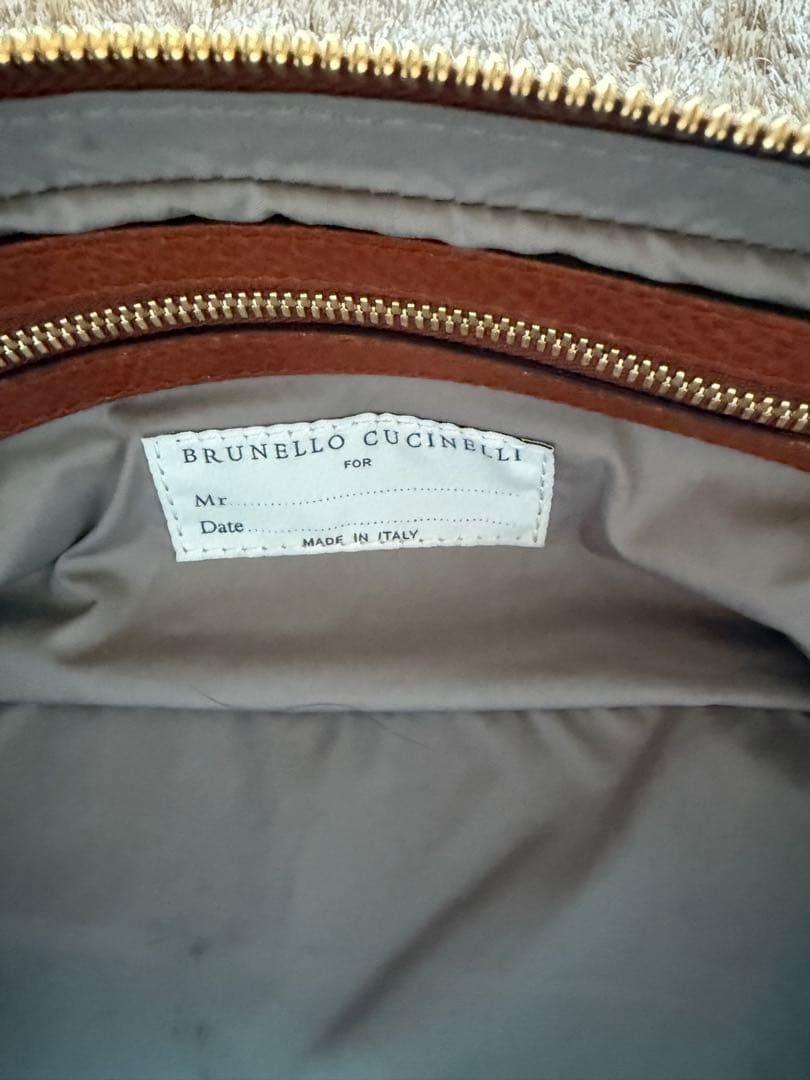 BRUNELLO CUCINELLI
FOR
Mr..............................
Date..............................
MADE IN ITALY